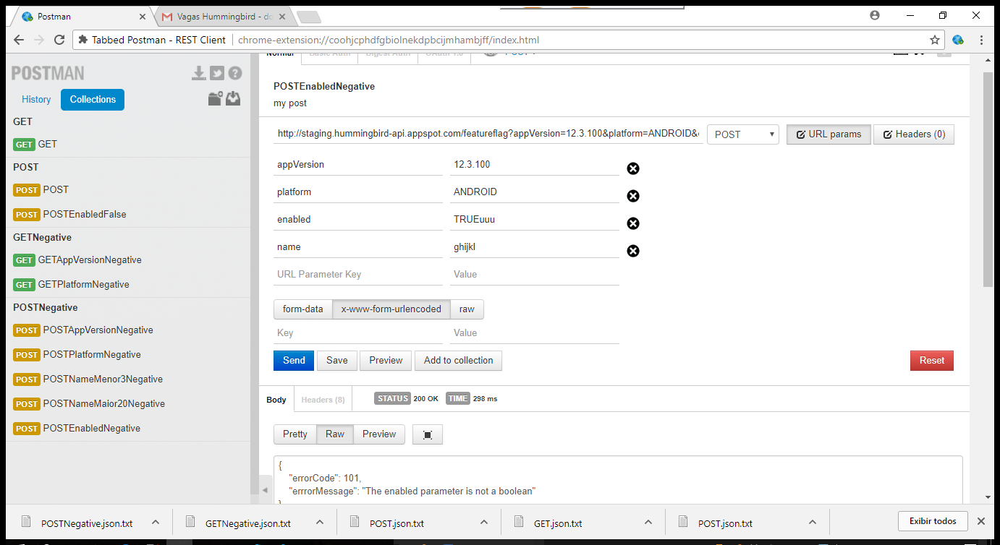 Postman
Vagas Hummingbird - do
Tabbed Postman - REST Client
chrome-extension://coohjcphdfgbiolnekdpbcijmhambjff/index.html
POSTMAN
History
Collections
GET
GET GET
POST
POST POST
POST POSTEnabledFalse
GETNegative
GET GETAppVersionNegative
GET GETPlatformNegative
POSTNegative
POST POSTAppVersionNegative
POST POSTPlatformNegative
POST POSTNameMenor3Negative
POST POSTNameMaior20Negative
POST POSTEnabledNegative
Normal Basic Auth Digest Auth OAuth 1.0
POSTEnabledNegative
my post
http://staging.hummingbird-api.appspot.com/featureflag?appVersion=12.3.100&platform=ANDROID&
POST
URL params
Headers (0)
appVersion 12.3.100
platform ANDROID
enabled TRUEuuu
name ghijkl
URL Parameter Key Value
form-data x-www-form-urlencoded raw
Key Value
Send Save Preview Add to collection Reset
Body Headers (8) STATUS 200 OK TIME 298 ms
Pretty Raw Preview
{
"errorCode": 101,
"errrorMessage": "The enabled parameter is not a boolean"
}
POSTNegative.json.txt GETNegative.json.txt POST.json.txt GET.json.txt POST.json.txt Exibir todos